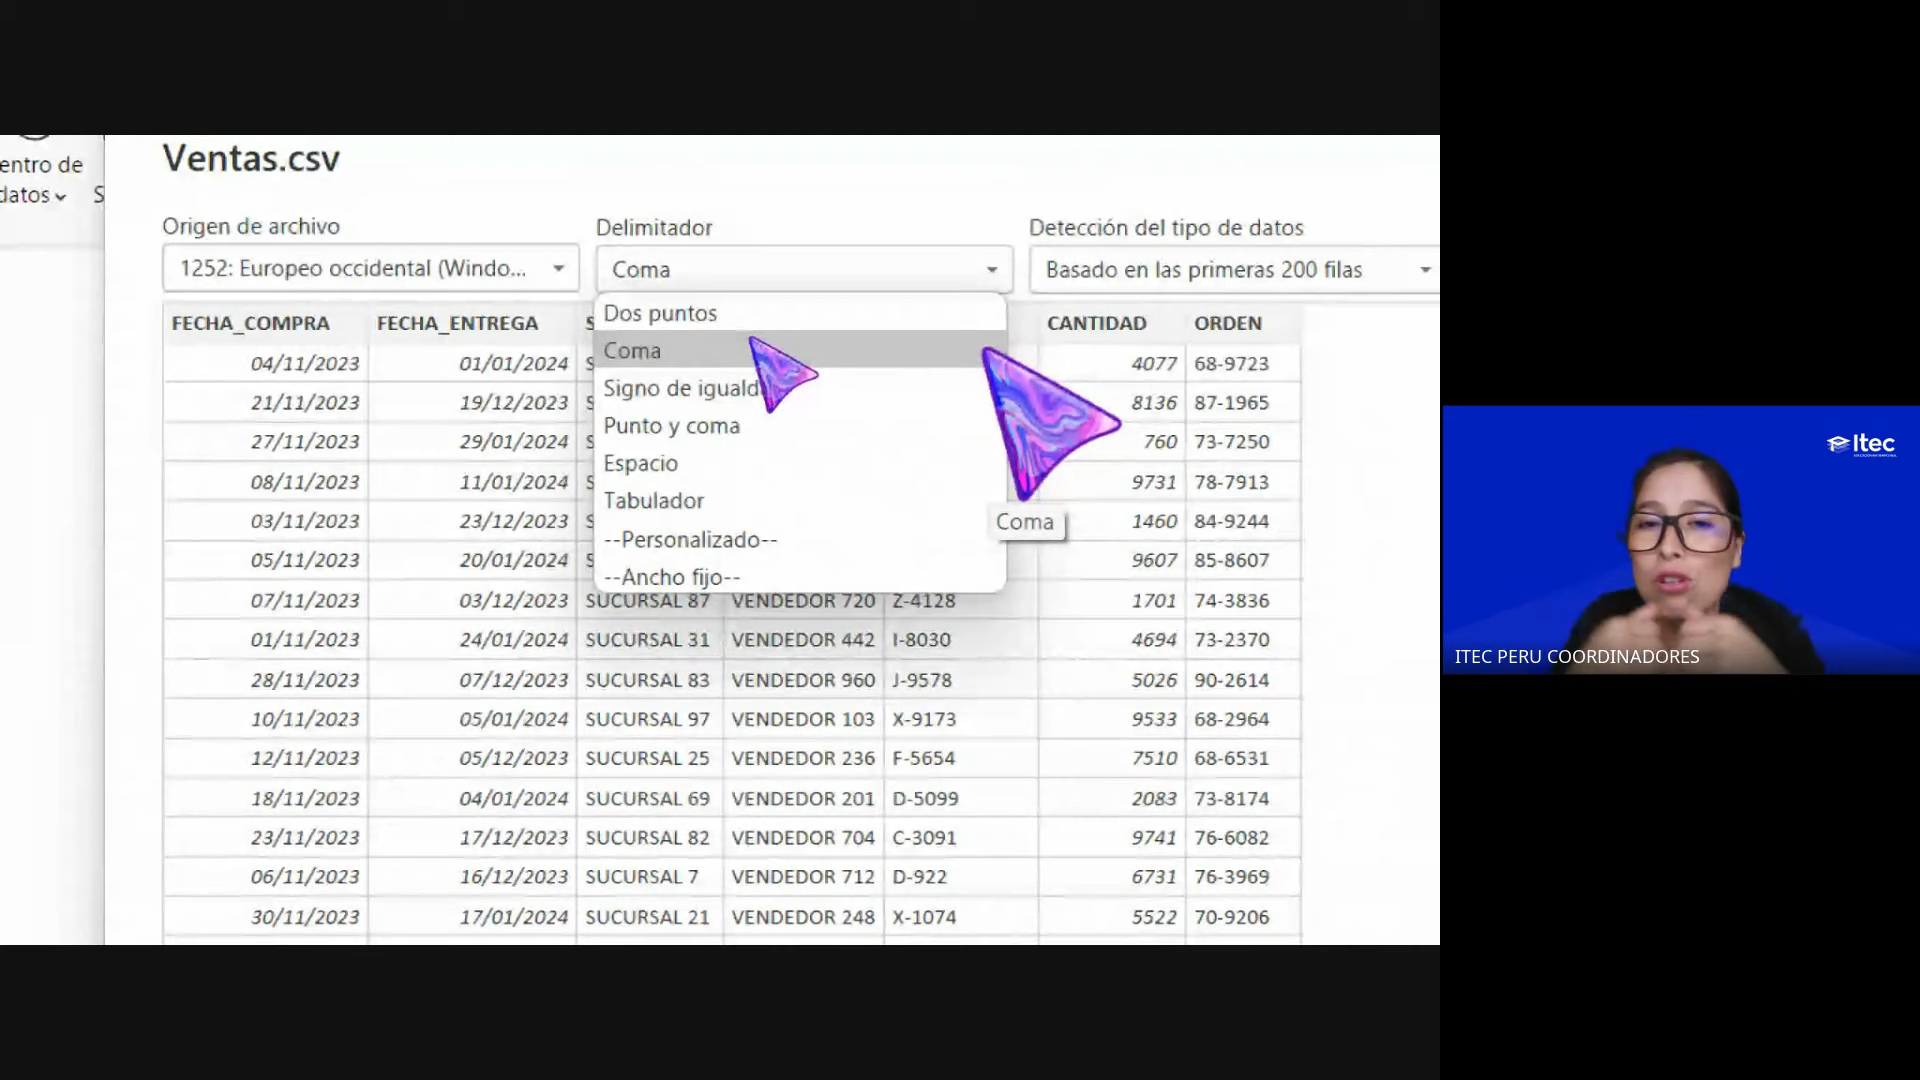 entro de
datos
S
Ventas.csv
Origen de archivo
Delimitador
Detección del tipo de datos
1252: Europeo occidental (Windo...
Coma
Basado en las primeras 200 filas
Dos puntos
Coma
Signo de iguald
Punto y coma
Espacio
Tabulador
--Personalizado--
--Ancho fijo--
Coma
FECHA_COMPRA FECHA_ENTREGA S CANTIDAD ORDEN
04/11/2023 01/01/2024 S 4077 68-9723
21/11/2023 19/12/2023 S 8136 87-1965
27/11/2023 29/01/2024 S 760 73-7250
08/11/2023 11/01/2024 S 9731 78-7913
03/11/2023 23/12/2023 S 1460 84-9244
05/11/2023 20/01/2024 S 9607 85-8607
07/11/2023 03/12/2023 SUCURSAL 87 VENDEDOR 720 Z-4128 1701 74-3836
01/11/2023 24/01/2024 SUCURSAL 31 VENDEDOR 442 I-8030 4694 73-2370
28/11/2023 07/12/2023 SUCURSAL 83 VENDEDOR 960 J-9578 5026 90-2614
10/11/2023 05/01/2024 SUCURSAL 97 VENDEDOR 103 X-9173 9533 68-2964
12/11/2023 05/12/2023 SUCURSAL 25 VENDEDOR 236 F-5654 7510 68-6531
18/11/2023 04/01/2024 SUCURSAL 69 VENDEDOR 201 D-5099 2083 73-8174
23/11/2023 17/12/2023 SUCURSAL 82 VENDEDOR 704 C-3091 9741 76-6082
06/11/2023 16/12/2023 SUCURSAL 7 VENDEDOR 712 D-922 6731 76-3969
30/11/2023 17/01/2024 SUCURSAL 21 VENDEDOR 248 X-1074 5522 70-9206
Itec
ITEC PERU COORDINADORES